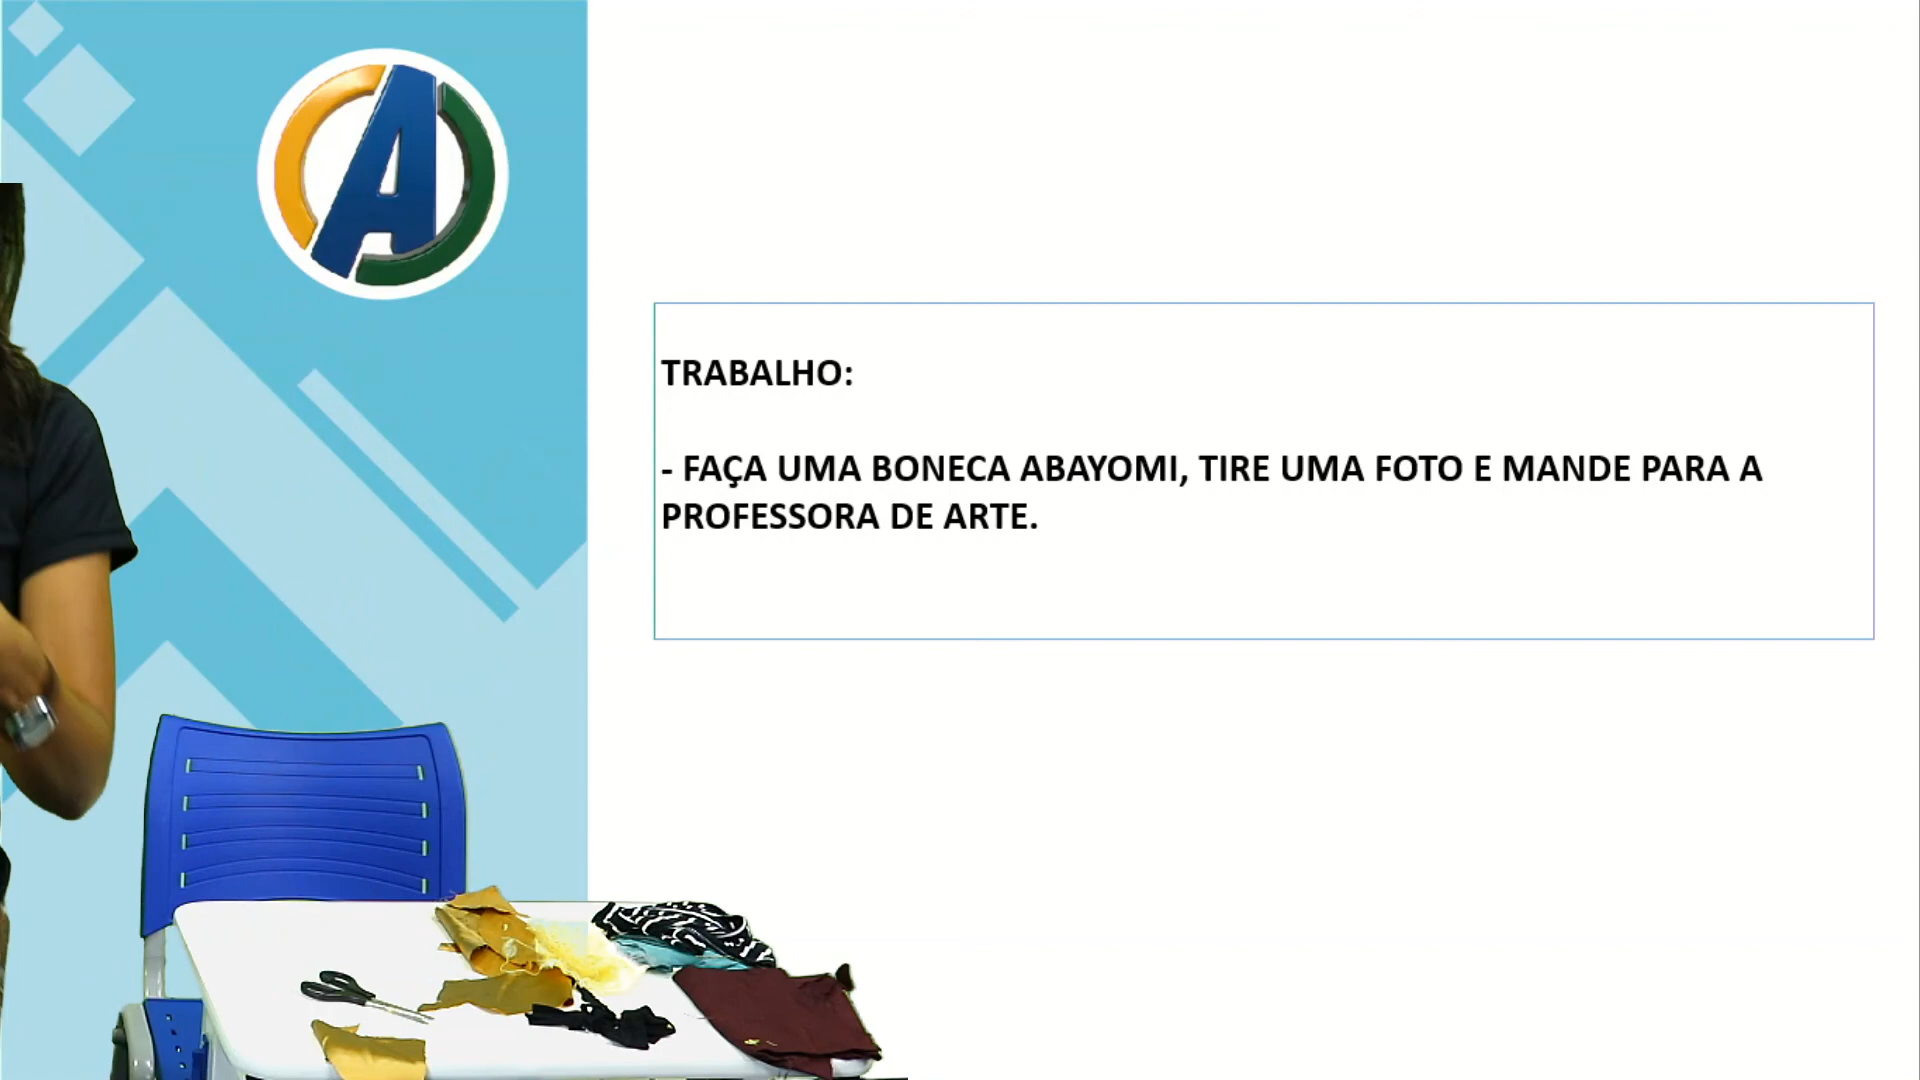 A
TRABALHO:
- FAÇA UMA BONECA ABAYOMI, TIRE UMA FOTO E MANDE PARA A
PROFESSORA DE ARTE.